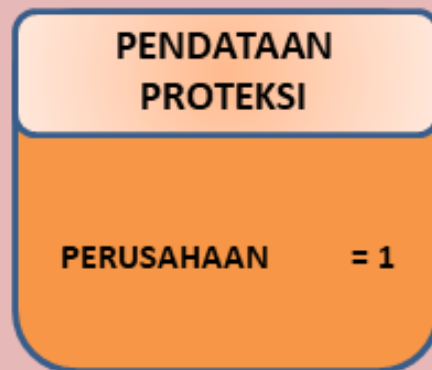 PENDATAAN
PROTEKSI
PERUSAHAAN = 1